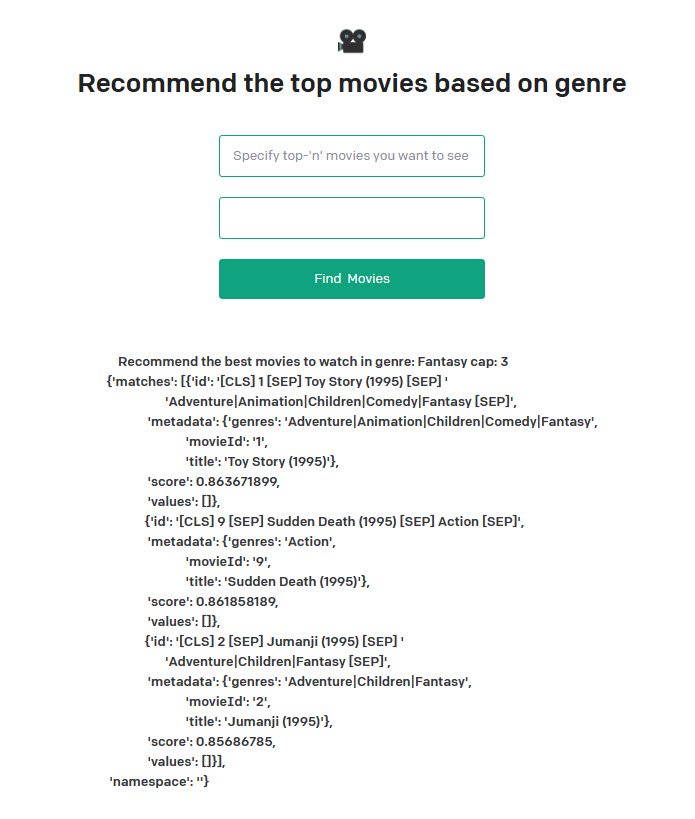 Recommend the top movies based on genre
Specify top-'n' movies you want to see
Find Movies
Recommend the best movies to watch in genre: Fantasy cap: 3
{'matches': [{'id': '[CLS] 1 [SEP] Toy Story (1995) [SEP] '
'Adventure|Animation|Children|Comedy|Fantasy [SEP]',
'metadata': {'genres': 'Adventure|Animation|Children|Comedy|Fantasy',
'movieId': '1',
'title': 'Toy Story (1995)'},
'score': 0.863671899,
'values': []},
{'id': '[CLS] 9 [SEP] Sudden Death (1995) [SEP] Action [SEP]',
'metadata': {'genres': 'Action',
'movieId': '9',
'title': 'Sudden Death (1995)'},
'score': 0.861858189,
'values': []},
{'id': '[CLS] 2 [SEP] Jumanji (1995) [SEP] '
'Adventure|Children|Fantasy [SEP]',
'metadata': {'genres': 'Adventure|Children|Fantasy',
'movieId': '2',
'title': 'Jumanji (1995)'},
'score': 0.85686785,
'values': []}],
'namespace': ''}